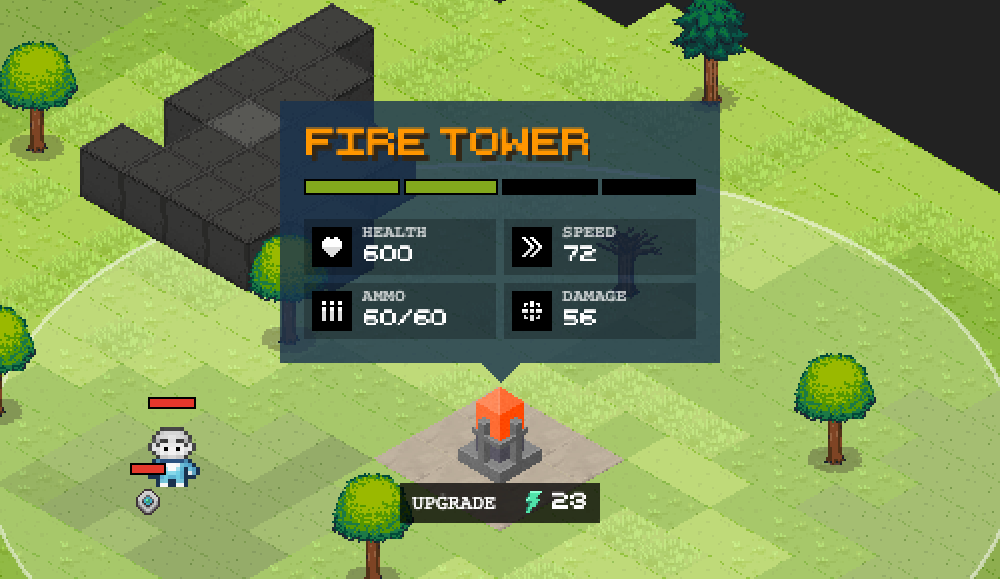 FIRE TOWER
HEALTH
600
SPEED
72
AMMO
60/60
DAMAGE
56
UPGRADE 23